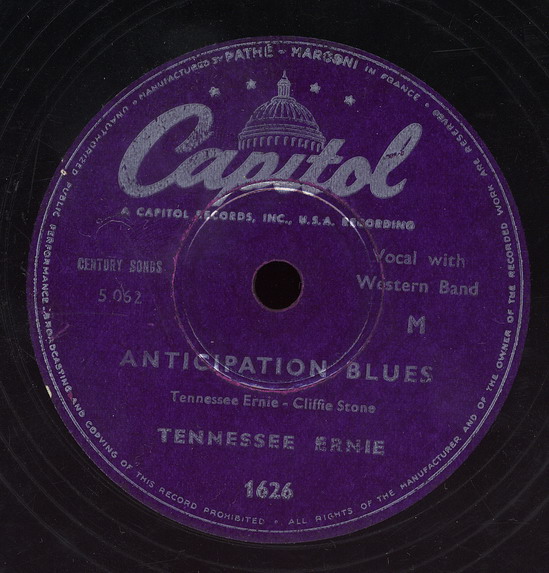 MANUFACTURED BY PATHÉ - MARCONI IN FRANCE • ALL RIGHTS OF THE MANUFACTURER AND OF THE OWNER OF THE RECORDED WORK ARE RESERVED
UNAUTHORIZED PUBLIC PERFORMANCE, BROADCASTING AND COPYING OF THIS RECORD PROHIBITED •
Capitol
A CAPITOL RECORDS, INC., U.S.A. RECORDING
CENTURY SONGS
5.062
Vocal with
Western Band
M
ANTICIPATION BLUES
Tennessee Ernie - Cliffie Stone
TENNESSEE ERNIE
1626